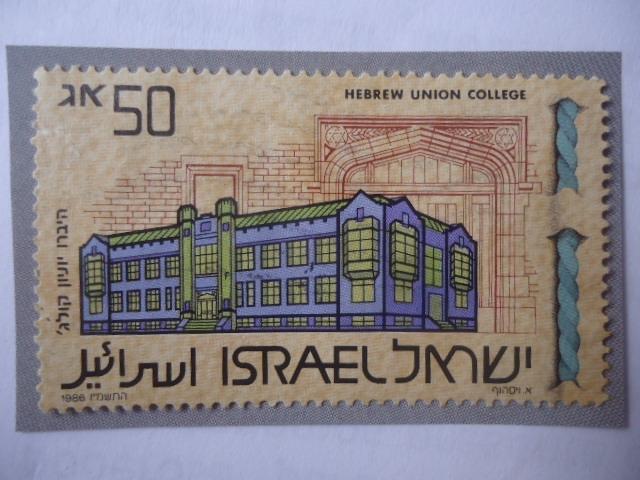 50 אג
HEBREW UNION COLLEGE
היברו יוניון קולג'
ישראל ISRAEL اسرائيل
התשמ"ו 1986
א. ויסהוף